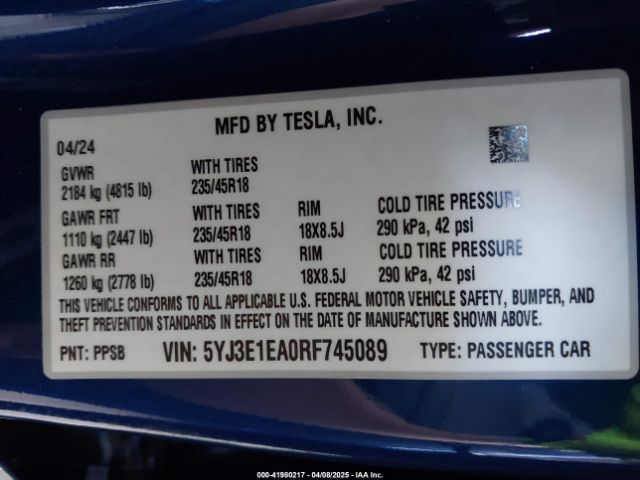 MFD BY TESLA, INC.
04/24
GVWR WITH TIRES
2184 kg (4815 lb) 235/45R18
GAWR FRT WITH TIRES RIM COLD TIRE PRESSURE
1110 kg (2447 lb) 235/45R18 18X8.5J 290 kPa, 42 psi
GAWR RR WITH TIRES RIM COLD TIRE PRESSURE
1260 kg (2778 lb) 235/45R18 18X8.5J 290 kPa, 42 psi
THIS VEHICLE CONFORMS TO ALL APPLICABLE U.S. FEDERAL MOTOR VEHICLE SAFETY, BUMPER, AND
THEFT PREVENTION STANDARDS IN EFFECT ON THE DATE OF MANUFACTURE SHOWN ABOVE.
PNT: PPSB VIN: 5YJ3E1EA0RF745089 TYPE: PASSENGER CAR
000-41980217 - 04/08/2025 - IAA Inc.